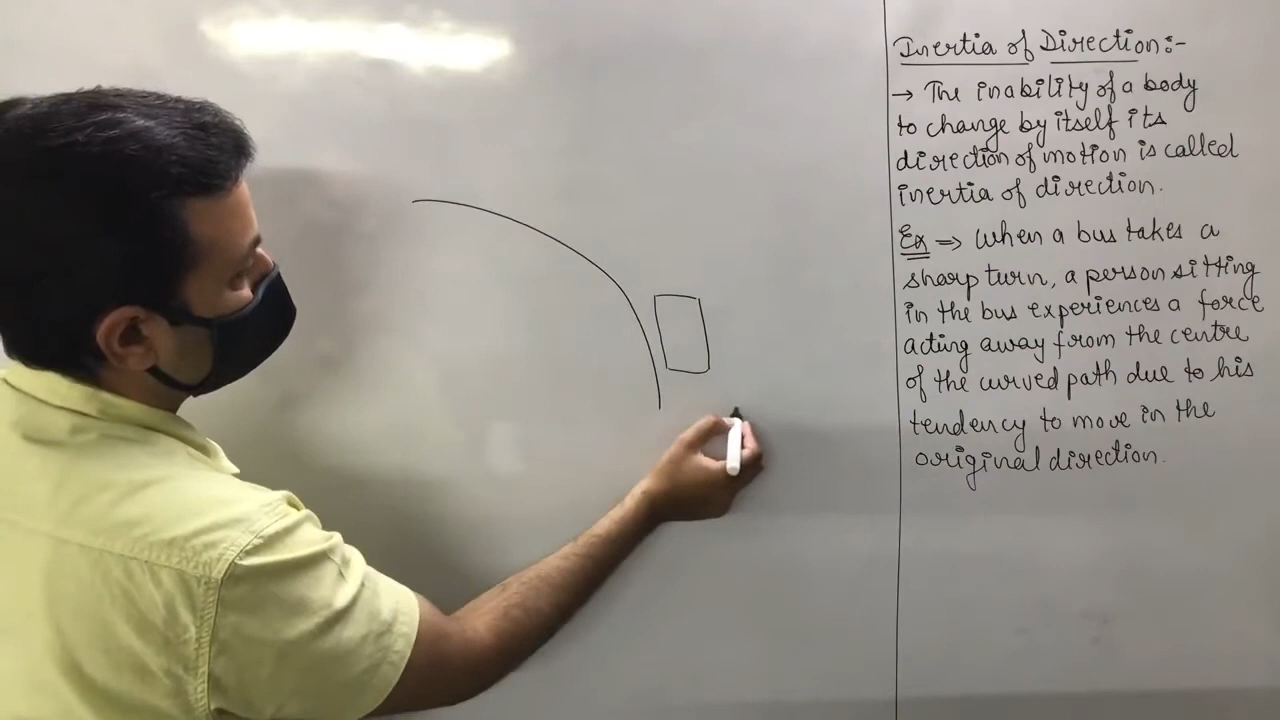 Inertia of Direction:-
→ The inability of a body
to change by itself its
direction of motion is called
inertia of direction.
Ex => When a bus takes a
sharp turn, a person sitting
in the bus experiences a force
acting away from the centre
of the curved path due to his
tendency to move in the
original direction.